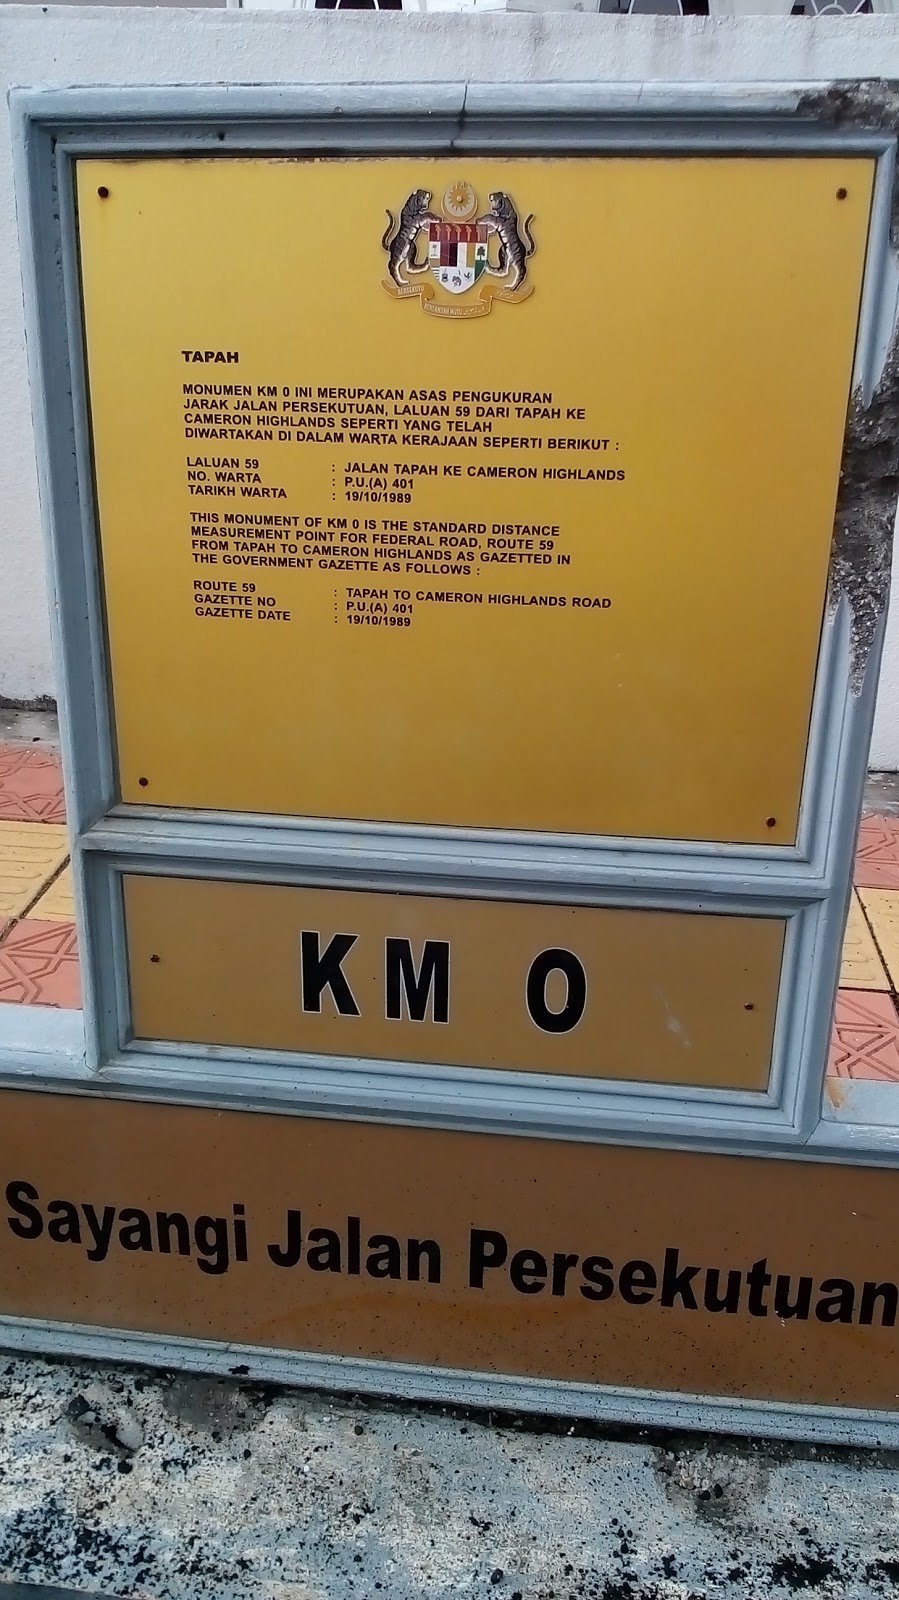 TAPAH
MONUMEN KM 0 INI MERUPAKAN ASAS PENGUKURAN
JARAK JALAN PERSEKUTUAN, LALUAN 59 DARI TAPAH KE
CAMERON HIGHLANDS SEPERTI YANG TELAH
DIWARTAKAN DI DALAM WARTA KERAJAAN SEPERTI BERIKUT :
LALUAN 59 : JALAN TAPAH KE CAMERON HIGHLANDS
NO. WARTA : P.U.(A) 401
TARIKH WARTA : 19/10/1989
THIS MONUMENT OF KM 0 IS THE STANDARD DISTANCE
MEASUREMENT POINT FOR FEDERAL ROAD, ROUTE 59
FROM TAPAH TO CAMERON HIGHLANDS AS GAZETTED IN
THE GOVERNMENT GAZETTE AS FOLLOWS :
ROUTE 59 : TAPAH TO CAMERON HIGHLANDS ROAD
GAZETTE NO : P.U.(A) 401
GAZETTE DATE : 19/10/1989
KM 0
Sayangi Jalan Persekutuan